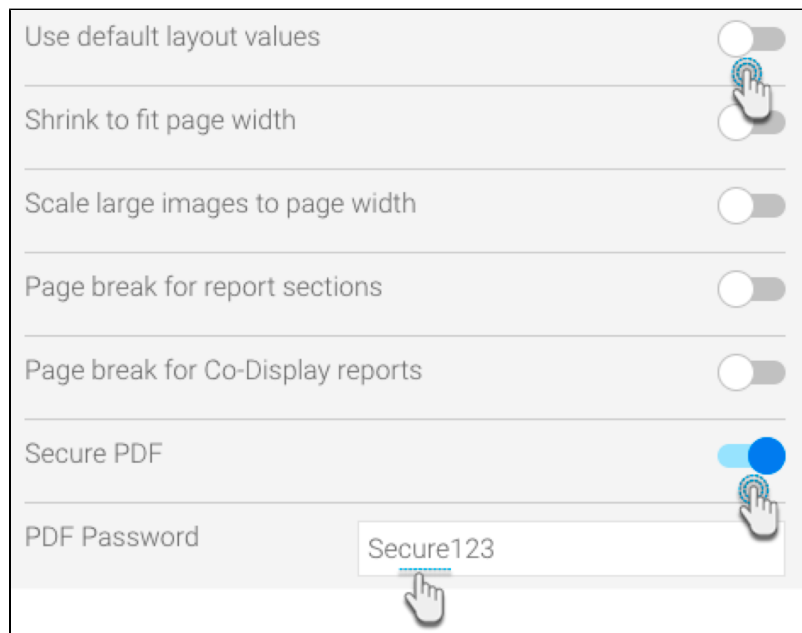 Use default layout values
Shrink to fit page width
Scale large images to page width
Page break for report sections
Page break for Co-Display reports
Secure PDF
PDF Password
Secure123